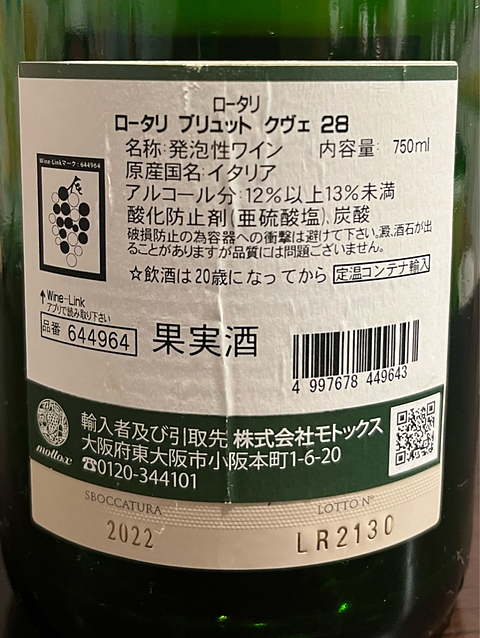 ロータリ
ロータリ ブリュット クヴェ 28
名称:発泡性ワイン 内容量: 750ml
原産国名:イタリア
アルコール分:12%以上13%未満
酸化防止剤(亜硫酸塩)、炭酸
破損防止の為容器への衝撃は避けて下さい。澱、酒石が出
ることがありますが品質には問題ございません。
☆飲酒は20歳になってから 定温コンテナ輸入
Wine-Linkマーク:644964
↑Wine-Link
アプリで読み取り下さい
品番 644964
果実酒
4 997678 449643
輸入者及び引取先 株式会社モトックス
大阪府東大阪市小阪本町1-6-20
☎0120-344101
mottox
SBOCCATURA
2022
LOTTO N°
LR2130